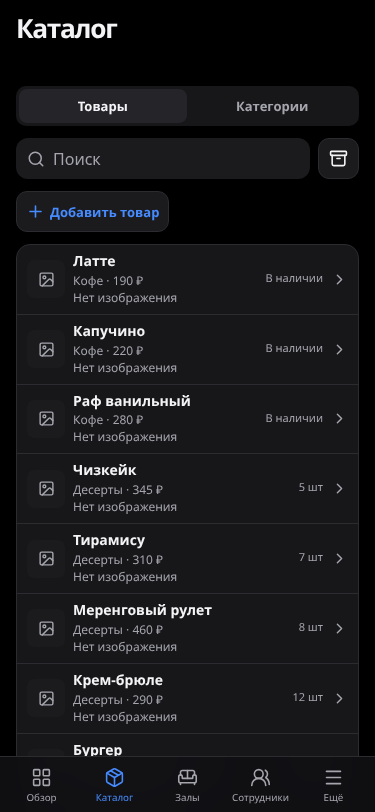 Каталог
Товары
Категории
Поиск
Добавить товар
Латте
Кофе · 190 ₽
В наличии
Нет изображения
Капучино
Кофе · 220 ₽
В наличии
Нет изображения
Раф ванильный
Кофе · 280 ₽
В наличии
Нет изображения
Чизкейк
Десерты · 345 ₽
5 шт
Нет изображения
Тирамису
Десерты · 310 ₽
7 шт
Нет изображения
Меренговый рулет
Десерты · 460 ₽
8 шт
Нет изображения
Крем-брюле
Десерты · 290 ₽
12 шт
Нет изображения
Бургер
Обзор
Каталог
Залы
Сотрудники
Ещё